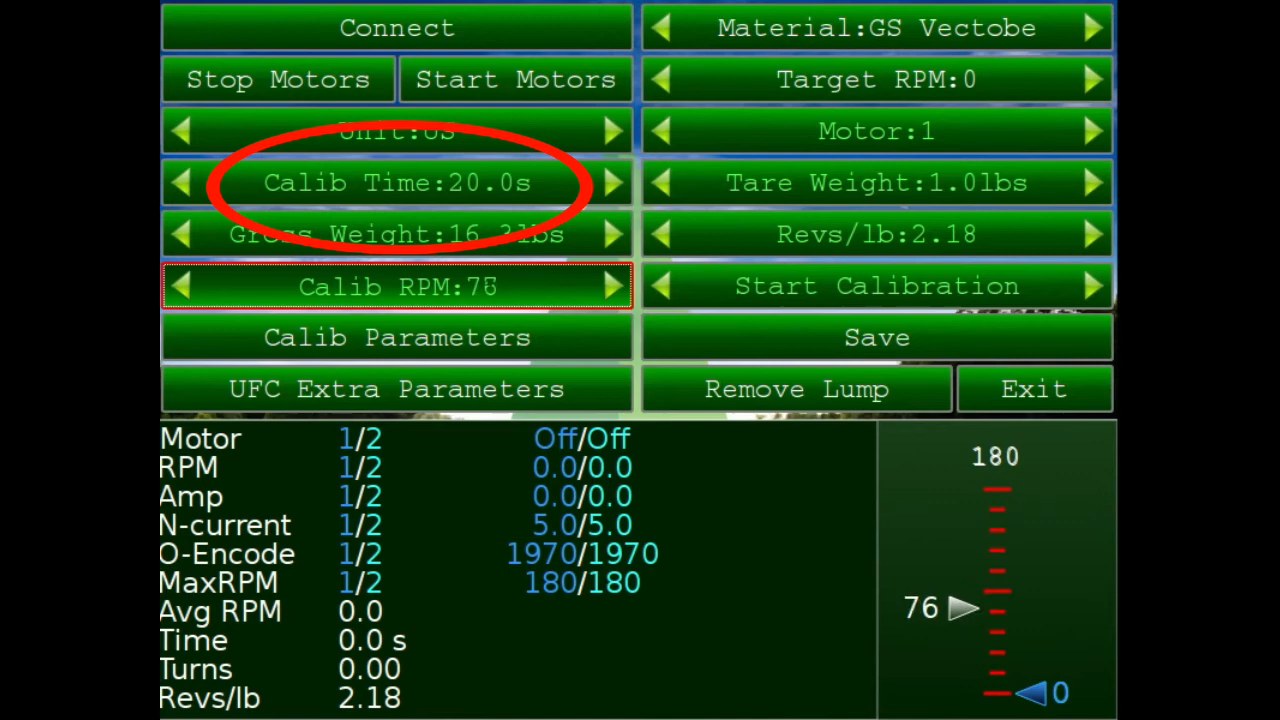 Connect
Material:GS Vectobe
Stop Motors
Start Motors
Target RPM:0
Unit:US
Motor:1
Calib Time:20.0s
Tare Weight:1.0lbs
Gross Weight:16.3lbs
Revs/lb:2.18
Calib RPM:
Start Calibration
Calib Parameters
Save
UFC Extra Parameters
Remove Lump
Exit
Motor 1/2 Off/Off
RPM 1/2 0.0/0.0
Amp 1/2 0.0/0.0
N-current 1/2 5.0/5.0
O-Encode 1/2 1970/1970
MaxRPM 1/2 180/180
Avg RPM 0.0
Time 0.0 s
Turns 0.00
Revs/lb 2.18
180
76
0